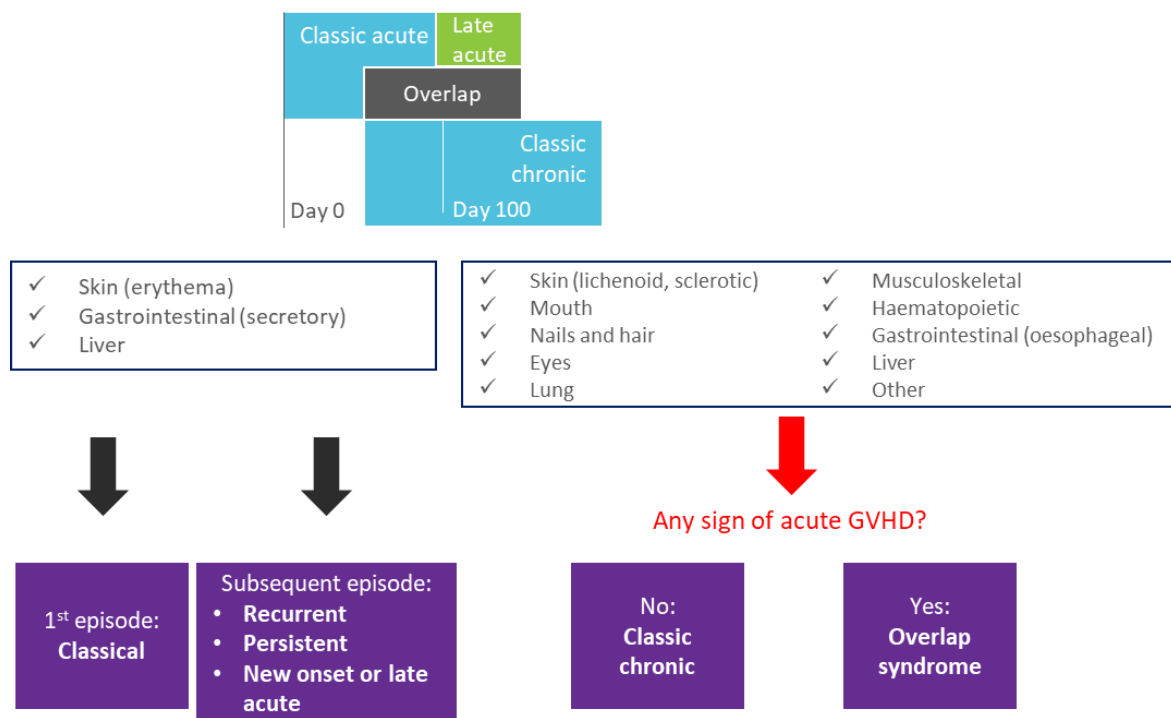 Classic acute
Late
acute
Overlap
Classic
chronic
Day 0
Day 100
✓ Skin (erythema)
✓ Gastrointestinal (secretory)
✓ Liver
✓ Skin (lichenoid, sclerotic)
✓ Mouth
✓ Nails and hair
✓ Eyes
✓ Lung
✓ Musculoskeletal
✓ Haematopoietic
✓ Gastrointestinal (oesophageal)
✓ Liver
✓ Other
Any sign of acute GVHD?
1st episode:
Classical
Subsequent episode:
• Recurrent
• Persistent
• New onset or late
acute
No:
Classic
chronic
Yes:
Overlap
syndrome